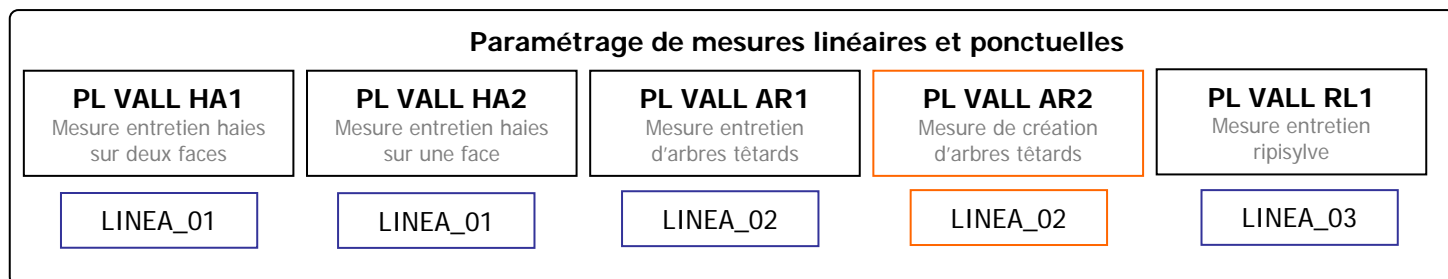 Paramétrage de mesures linéaires et ponctuelles
PL VALL HA1
Mesure entretien haies
sur deux faces
LINEA_01
PL VALL HA2
Mesure entretien haies
sur une face
LINEA_01
PL VALL AR1
Mesure entretien
d'arbres têtards
LINEA_02
PL VALL AR2
Mesure de création
d'arbres têtards
LINEA_02
PL VALL RL1
Mesure entretien
ripisylve
LINEA_03